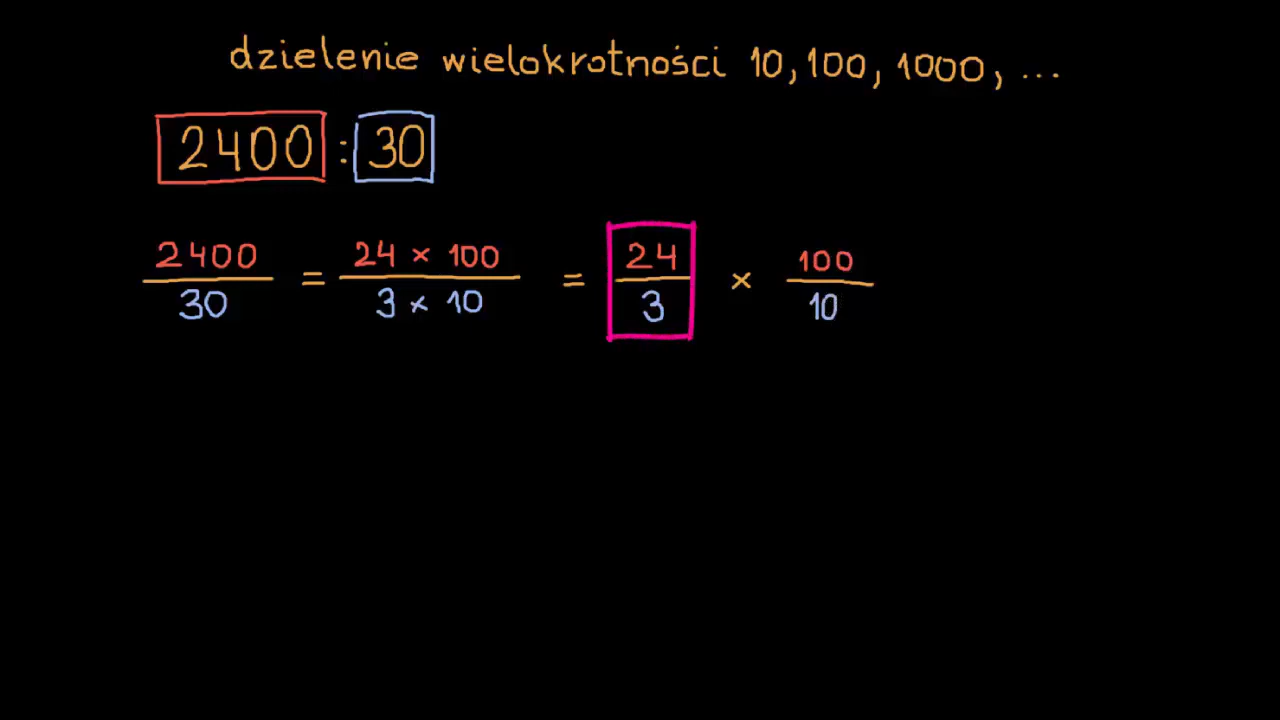 dzielenie wielokrotności 10, 100, 1000, ...
2400 : 30
2400/30 = 24 × 100/3 × 10 = 24/3 × 100/10